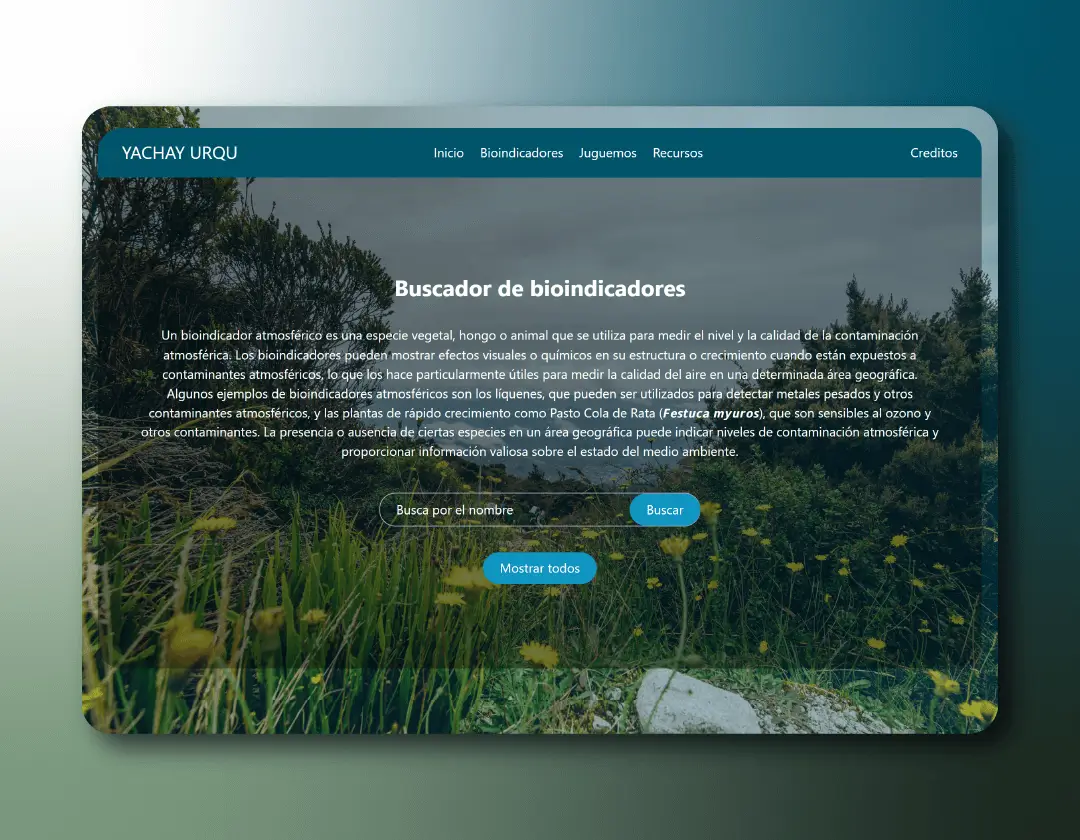 YACHAY URQU
Inicio Bioindicadores Juguemos Recursos
Creditos
Buscador de bioindicadores
Un bioindicador atmosférico es una especie vegetal, hongo o animal que se utiliza para medir el nivel y la calidad de la contaminación
atmosférica. Los bioindicadores pueden mostrar efectos visuales o químicos en su estructura o crecimiento cuando están expuestos a
contaminantes atmosféricos, lo que los hace particularmente útiles para medir la calidad del aire en una determinada área geográfica.
Algunos ejemplos de bioindicadores atmosféricos son los líquenes, que pueden ser utilizados para detectar metales pesados y otros
contaminantes atmosféricos, y las plantas de rápido crecimiento como Pasto Cola de Rata (Festuca myuros), que son sensibles al ozono y
otros contaminantes. La presencia o ausencia de ciertas especies en un área geográfica puede indicar niveles de contaminación atmosférica y
proporcionar información valiosa sobre el estado del medio ambiente.
Busca por el nombre
Buscar
Mostrar todos